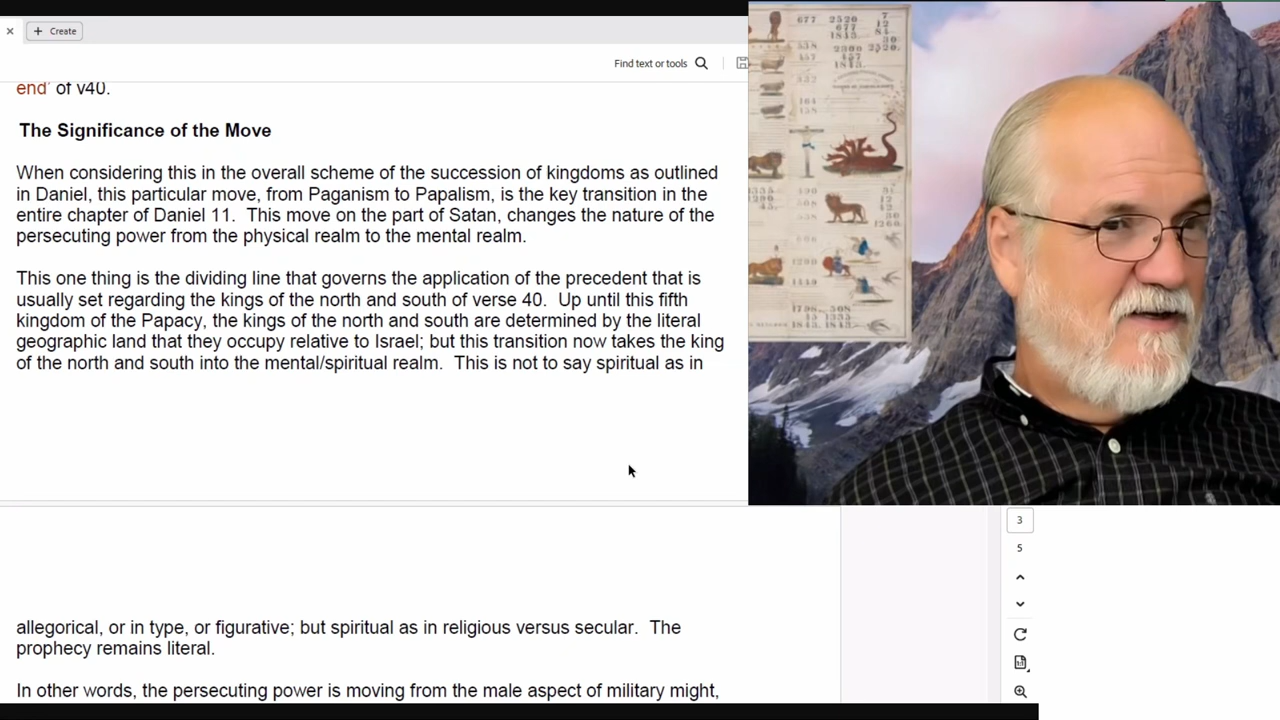 Create
Find text or tools
end' of v40.
The Significance of the Move
When considering this in the overall scheme of the succession of kingdoms as outlined
in Daniel, this particular move, from Paganism to Papalism, is the key transition in the
entire chapter of Daniel 11.  This move on the part of Satan, changes the nature of the
persecuting power from the physical realm to the mental realm.
This one thing is the dividing line that governs the application of the precedent that is
usually set regarding the kings of the north and south of verse 40.  Up until this fifth
kingdom of the Papacy, the kings of the north and south are determined by the literal
geographic land that they occupy relative to Israel; but this transition now takes the king
of the north and south into the mental/spiritual realm.  This is not to say spiritual as in
allegorical, or in type, or figurative; but spiritual as in religious versus secular.  The
prophecy remains literal.
In other words, the persecuting power is moving from the male aspect of military might,
3
5
677 2520
677
1843
2300
457
1843
538
457